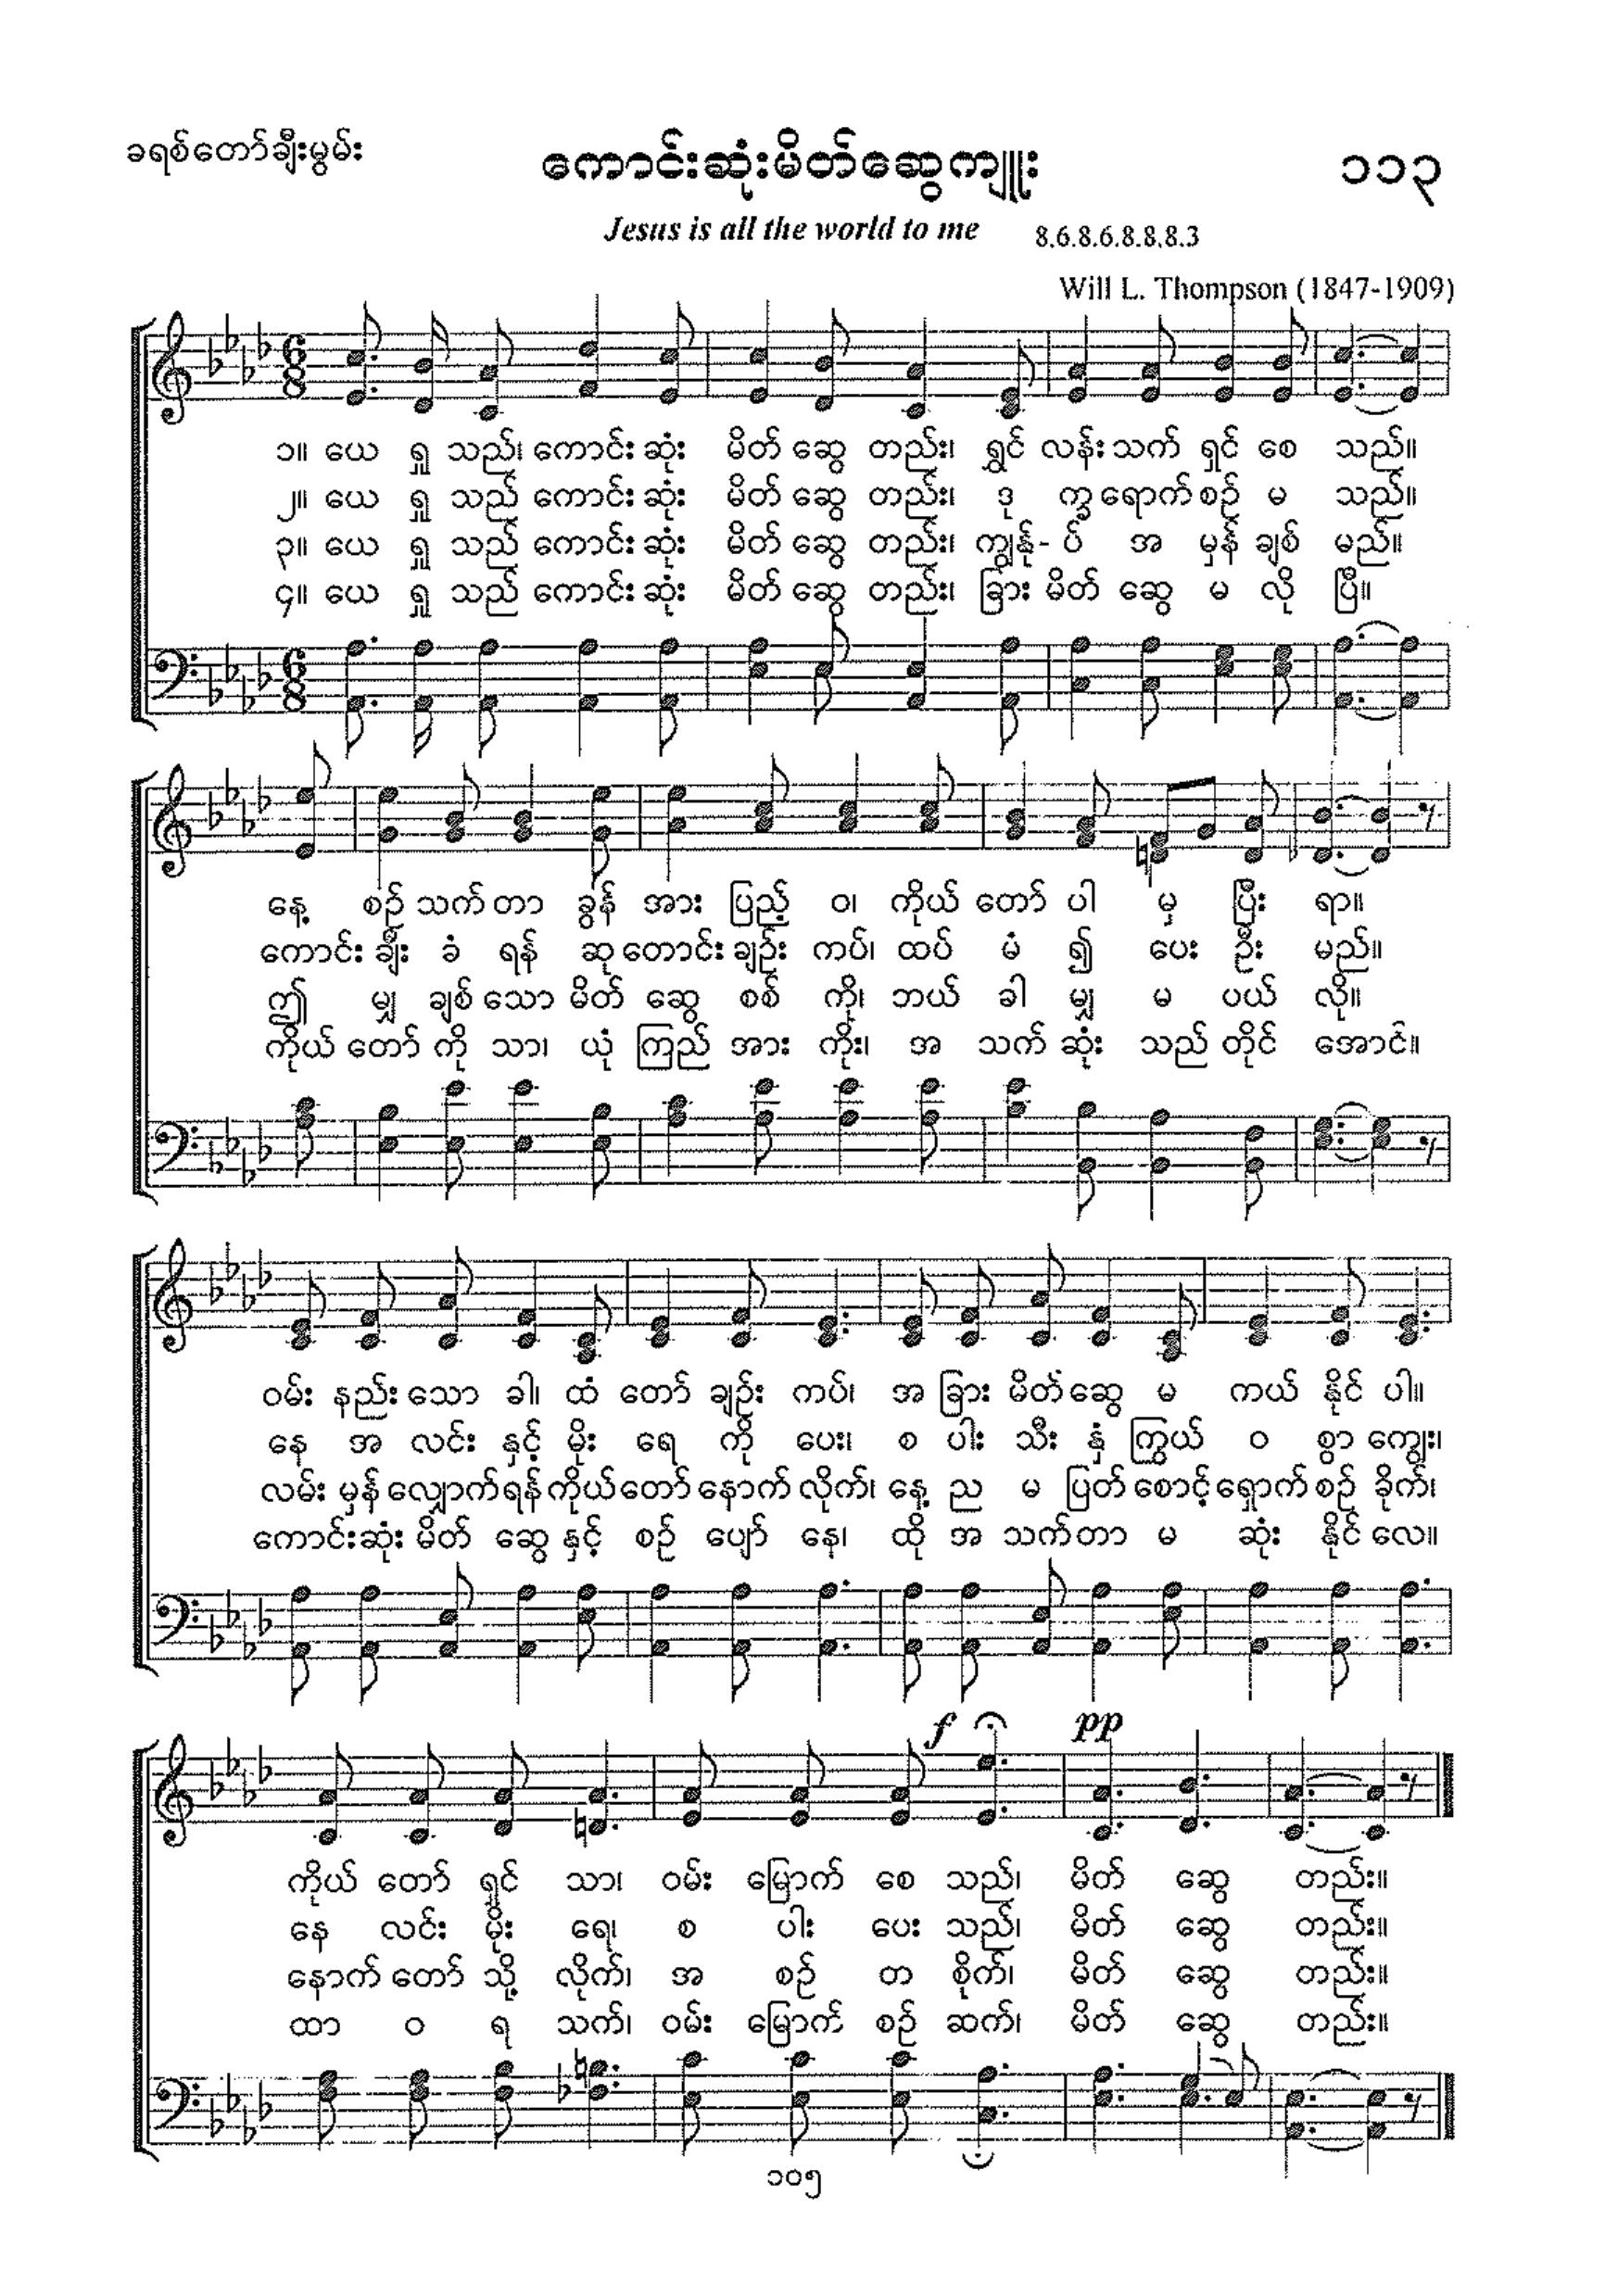 ခရစ်တော်ချီးမွမ်း
ကောင်းဆုံးမိတ်ဆွေကျူး
၁၁၃
Jesus is all the world to me
8.6.8.6.8.8.8.3
Will L. Thompson (1847-1909)
၁။ ယေ ရှု သည်၊ ကောင်း ဆုံး မိတ် ဆွေ တည်း၊ ရွှင် လန်း သက် ရှင် စေ သည်။
၂။ ယေ ရှု သည် ကောင်း ဆုံး မိတ် ဆွေ တည်း၊ ဒု က္ခ ရောက် စဉ် မ သည်။
၃။ ယေ ရှု သည် ကောင်း ဆုံး မိတ် ဆွေ တည်း၊ ကျွန်ု- ပ် အ မှန် ချစ် မည်။
၄။ ယေ ရှု သည် ကောင်း ဆုံး မိတ် ဆွေ တည်း၊ ခြား မိတ် ဆွေ မ လို ပြီ။
နေ့ စဉ် သက် တာ ခွန် အား ပြည့် ဝ၊ ကိုယ် တော် ပါ မှ ပြီး ရာ။
ကောင်း ချီး ခံ ရန် ဆု တောင်း ချဉ်း ကပ်၊ ထပ် မံ ၍ ပေး ဦး မည်။
ဤ မျှ ချစ် သော မိတ် ဆွေ စစ် ကို၊ ဘယ် ခါ မျှ မ ပယ် လို။
ကိုယ် တော် ကို သာ၊ ယုံ ကြည် အား ကိုး၊ အ သက် ဆုံး သည် တိုင် အောင်။
ဝမ်း နည်း သော ခါ၊ ထံ တော် ချဉ်း ကပ်၊ အ ခြား မိတ် ဆွေ မ ကယ် နိုင် ပါ။
နေ အ လင်း နှင့် မိုး ရေ ကို ပေး၊ စ ပါး သီး နှံ ကြွယ် ဝ စွာ ကျွေး၊
လမ်း မှန် လျှောက် ရန် ကိုယ် တော် နောက် လိုက်၊ နေ့ ည မ ပြတ် စောင့် ရှောက် စဉ် ခိုက်၊
ကောင်း ဆုံး မိတ် ဆွေ နှင့် စဉ် ပျော် နေ၊ ထို အ သက် တာ မ ဆုံး နိုင် လေ။
f pp
ကိုယ် တော် ရှင် သာ၊ ဝမ်း မြောက် စေ သည်၊ မိတ် ဆွေ တည်း။
နေ လင်း မိုး ရေ၊ စ ပါး ပေး သည်၊ မိတ် ဆွေ တည်း။
နောက် တော် သို့ လိုက်၊ အ စဉ် တ စိုက်၊ မိတ် ဆွေ တည်း။
ထာ ဝ ရ သက်၊ ဝမ်း မြောက် စဉ် ဆက်၊ မိတ် ဆွေ တည်း။
၁၀၅